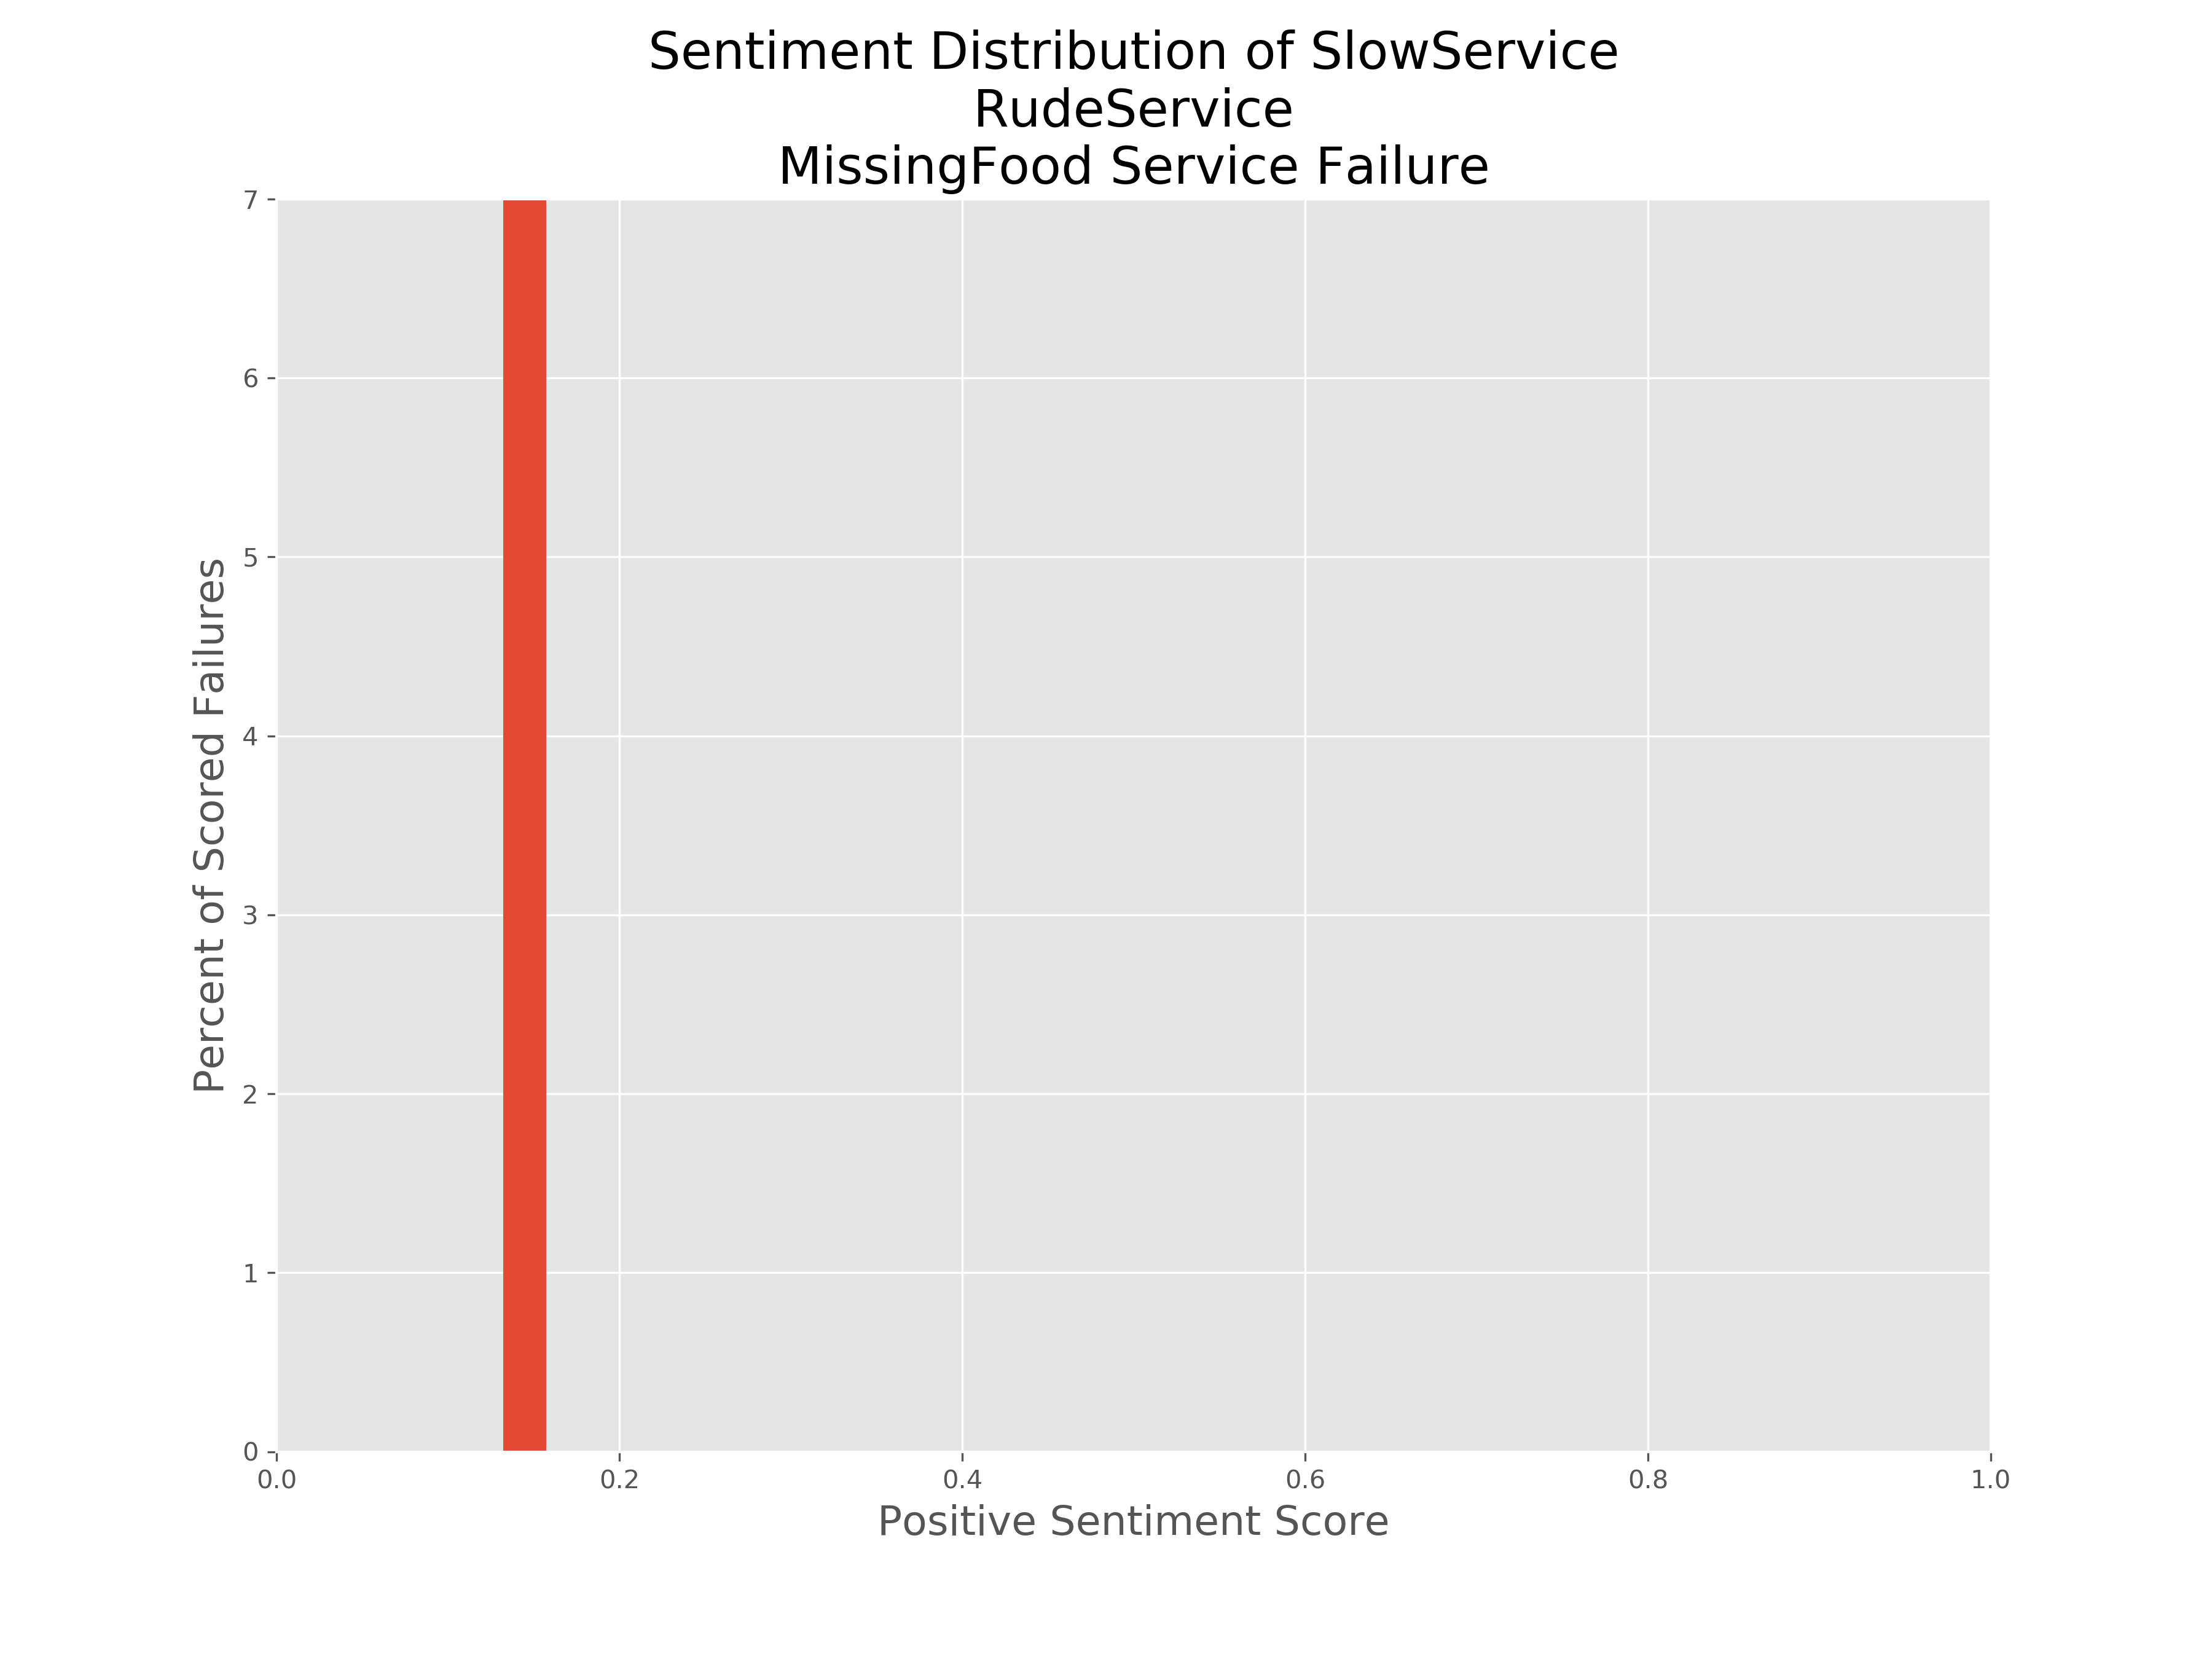 Sentiment Distribution of SlowService
RudeService
MissingFood Service Failure
7
6
5
4
3
2
1
0
Percent of Scored Failures
0.0 0.2 0.4 0.6 0.8 1.0
Positive Sentiment Score